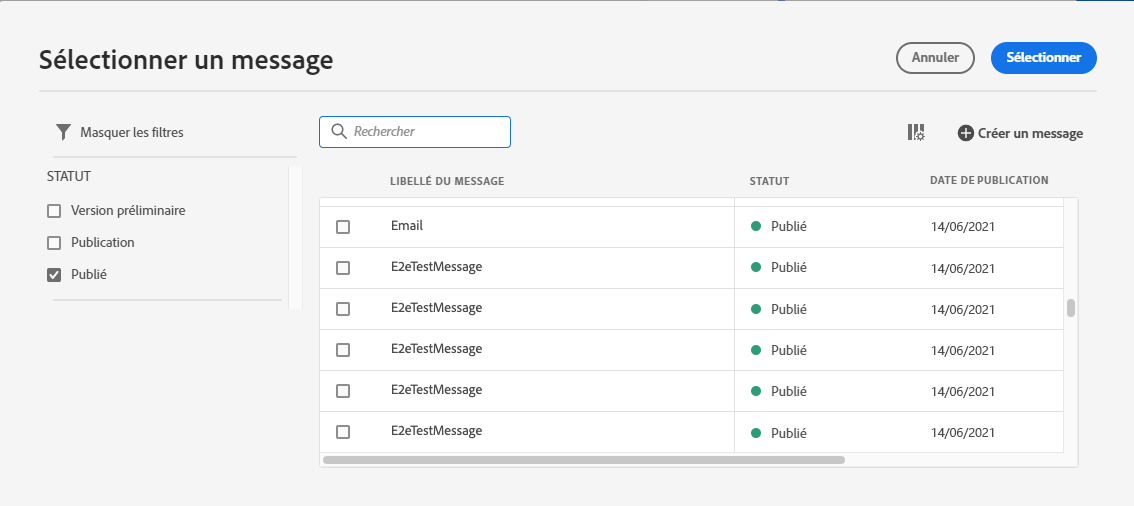 Sélectionner un message
Annuler
Sélectionner
Masquer les filtres
Rechercher
Créer un message
STATUT
Version préliminaire
Publication
Publié
LIBELLÉ DU MESSAGE STATUT DATE DE PUBLICATION
Email Publié 14/06/2021
E2eTestMessage Publié 14/06/2021
E2eTestMessage Publié 14/06/2021
E2eTestMessage Publié 14/06/2021
E2eTestMessage Publié 14/06/2021
E2eTestMessage Publié 14/06/2021